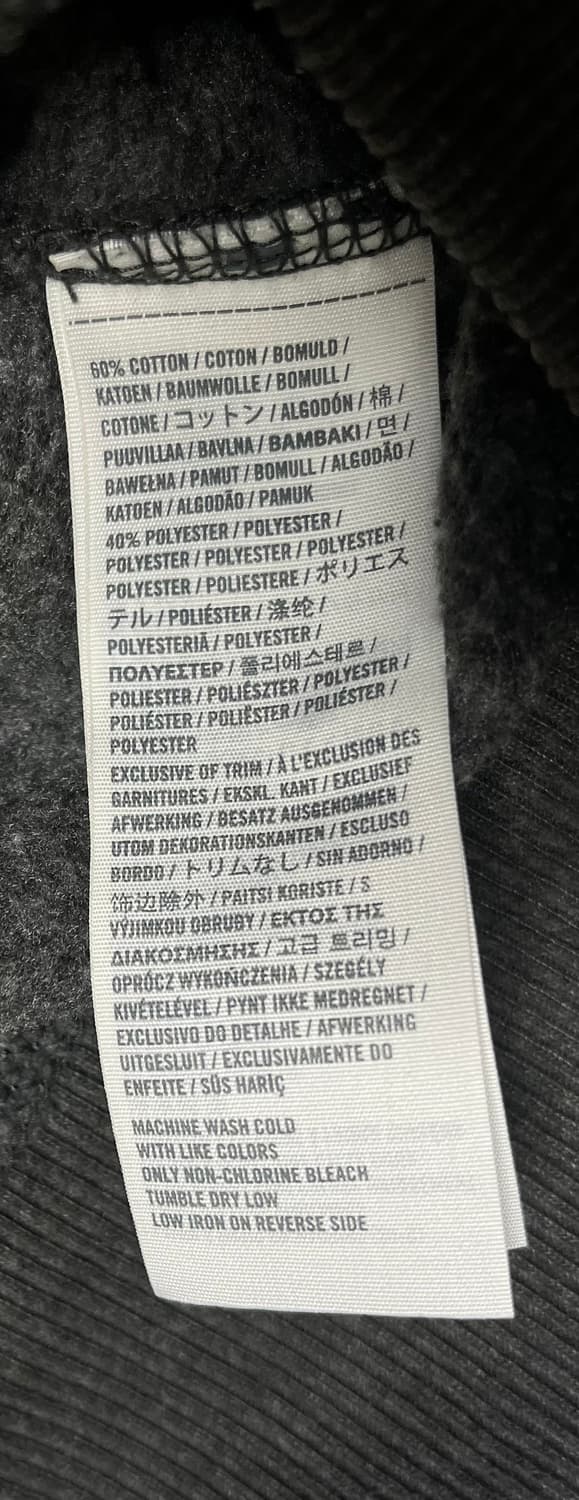 60% COTTON / COTON / BOMULD /
KATOEN / BAUMWOLLE / BOMULL /
COTONE / コットン / ALGODÓN / 棉 /
PUUVILLAA / BAVLNA / BAMBAKI / 면 /
BAWEŁNA / PAMUT / BOMULL / ALGODÃO /
KATOEN / ALGODÃO / PAMUK
40% POLYESTER / POLYESTER /
POLYESTER / POLYESTER / POLYESTER /
POLYESTER / POLIESTERE / ポリエス
テル / POLIÉSTER / 涤纶 /
POLYESTERIÄ / POLYESTER /
ΠΟΛΥΕΣΤΕΡ / 폴리에스테르 /
POLIESTER / POLIÉSZTER / POLYESTER /
POLIÉSTER / POLIËSTER / POLIÉSTER /
POLYESTER
EXCLUSIVE OF TRIM / À L'EXCLUSION DES
GARNITURES / EKSKL. KANT / EXCLUSIEF
AFWERKING / BESATZ AUSGENOMMEN /
UTOM DEKORATIONSKANTEN / ESCLUSO
BORDO / トリムなし / SIN ADORNO /
饰边除外 / PAITSI KORISTE / S
VÝJIMKOU OBRUBY / ΕΚΤΟΣ ΤΗΣ
ΔΙΑΚΟΣΜΗΣΗΣ / 고급 트리밍 /
OPRÓCZ WYKOŃCZENIA / SZEGÉLY
KIVÉTELÉVEL / PYNT IKKE MEDREGNET /
EXCLUSIVO DO DETALHE / AFWERKING
UITGESLUIT / EXCLUSIVAMENTE DO
ENFEITE / SÜS HARİÇ
MACHINE WASH COLD
WITH LIKE COLORS
ONLY NON-CHLORINE BLEACH
TUMBLE DRY LOW
LOW IRON ON REVERSE SIDE